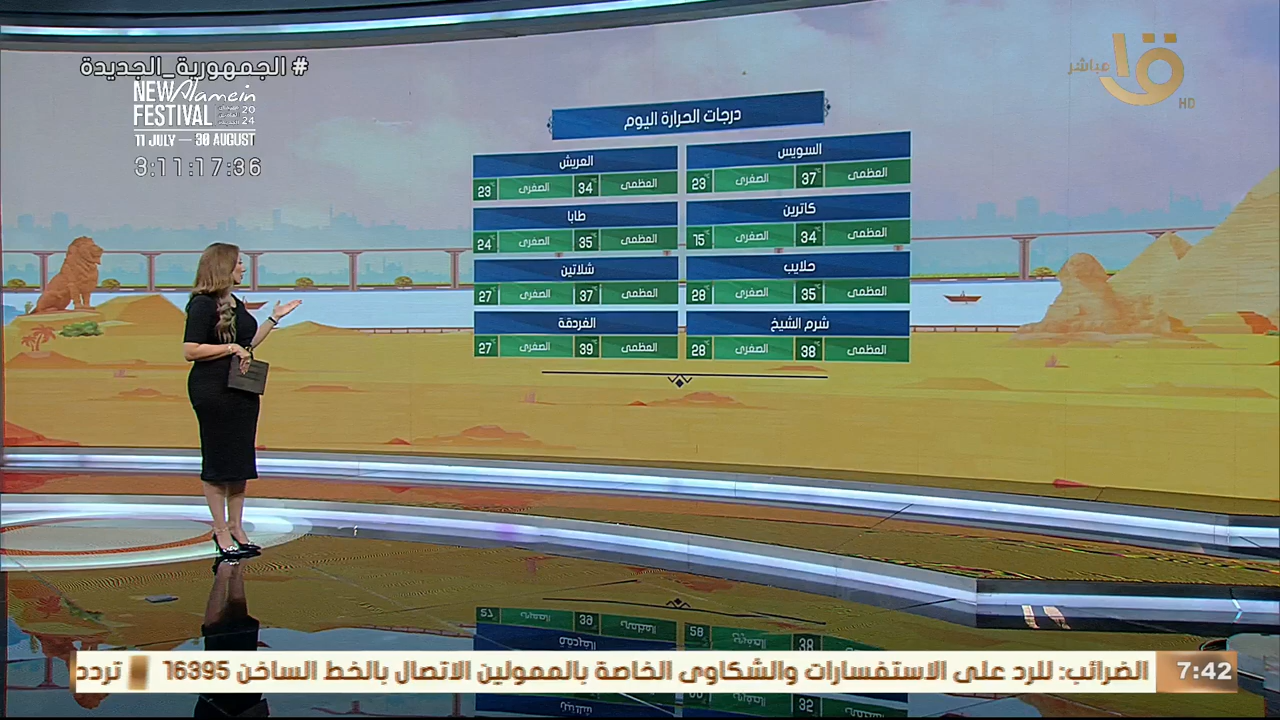 #الجمهورية_الجديدة
NEW Alamein
FESTIVAL 20 24
11 JULY — 30 AUGUST
3:11:17:36
مباشر
HD
درجات الحرارة اليوم
السويس
العظمى 37° الصغرى 23°
العريش
العظمى 34° الصغرى 23°
كاترين
العظمى 34° الصغرى 15°
طابا
العظمى 35° الصغرى 24°
حلايب
العظمى 35° الصغرى 28°
شلاتين
العظمى 37° الصغرى 27°
شرم الشيخ
العظمى 38° الصغرى 28°
الغردقة
العظمى 39° الصغرى 27°
7:42
الضرائب: للرد على الاستفسارات والشكاوى الخاصة بالممولين الاتصال بالخط الساخن 16395 تردد